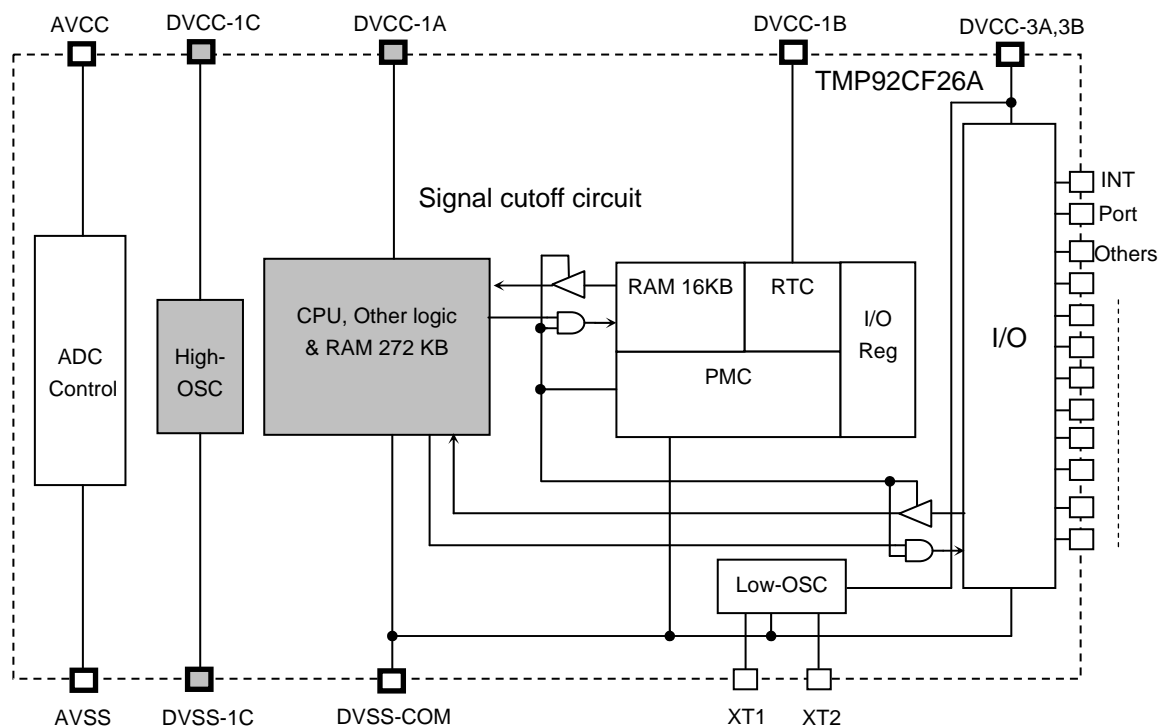 AVCC
DVCC-1C
DVCC-1A
DVCC-1B
DVCC-3A,3B
TMP92CF26A
Signal cutoff circuit
INT
Port
Others
ADC
Control
High-
OSC
CPU, Other logic
& RAM 272 KB
RAM 16KB
RTC
I/O
Reg
PMC
I/O
Low-OSC
AVSS
DVSS-1C
DVSS-COM
XT1
XT2